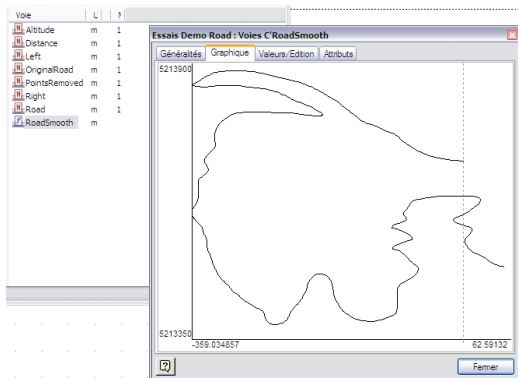 Voie L
Altitude m 1
Distance m 1
Left m 1
OriginalRoad m 1
PointsRemoved m 1
Right m 1
Road m 1
RoadSmooth m
Essais Demo Road : Voies C'RoadSmooth
Généralités Graphique Valeurs/Edition Attributs
5213900
5213350
-359.034857 62.59132
Fermer